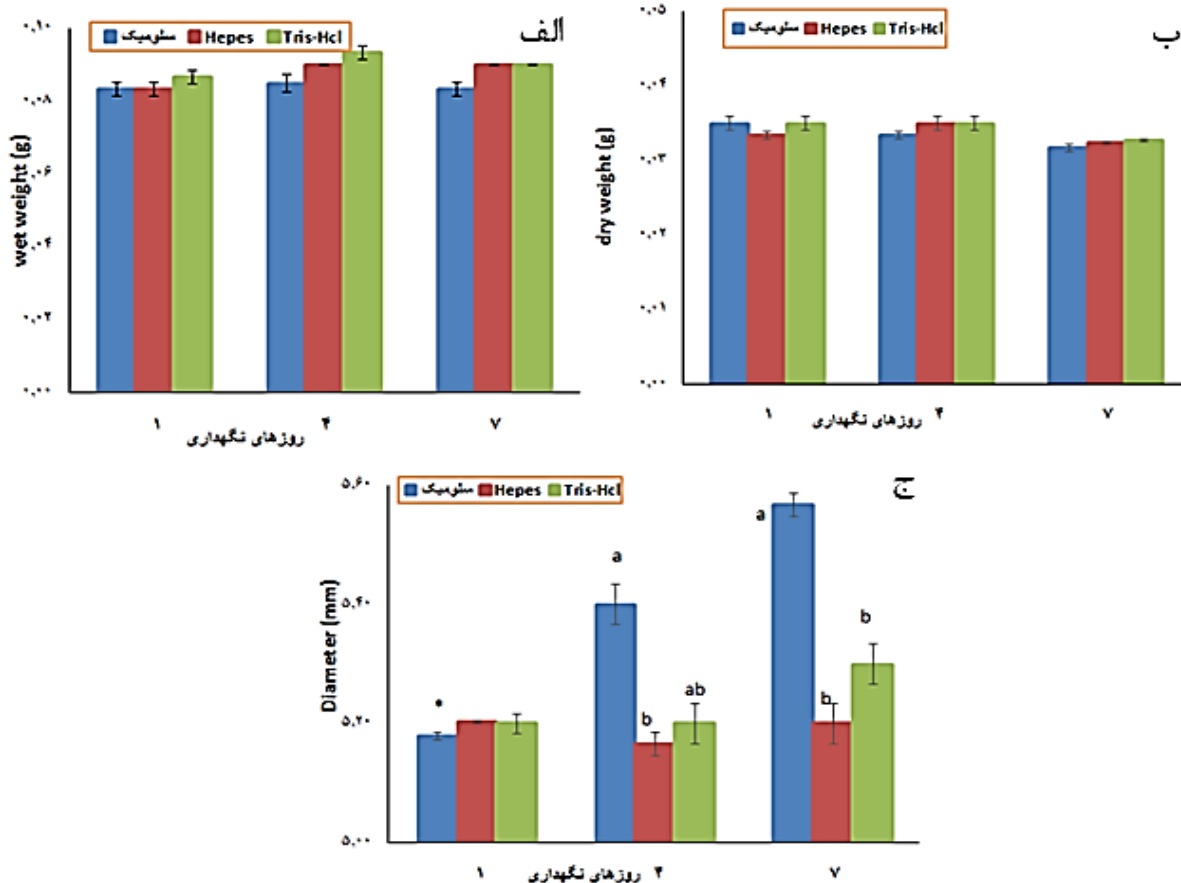 الف
سلومیک Hepes Tris-Hcl
wet weight (g)
۰,۱۰
۰,۰۸
۰,۰۶
۰,۰۴
۰,۰۲
۰,۰۰
۱ ۴ ۷
روزهای نگهداری
ب
سلومیک Hepes Tris-Hcl
dry weight (g)
۰,۰۵
۰,۰۴
۰,۰۳
۰,۰۲
۰,۰۱
۰,۰۰
۱ ۴ ۷
روزهای نگهداری
ج
سلومیک Hepes Tris-Hcl
Diameter (mm)
۵,۶۰
۵,۴۰
۵,۲۰
۵,۰۰
*
a
b
ab
a
b
b
۱ ۴ ۷
روزهای نگهداری